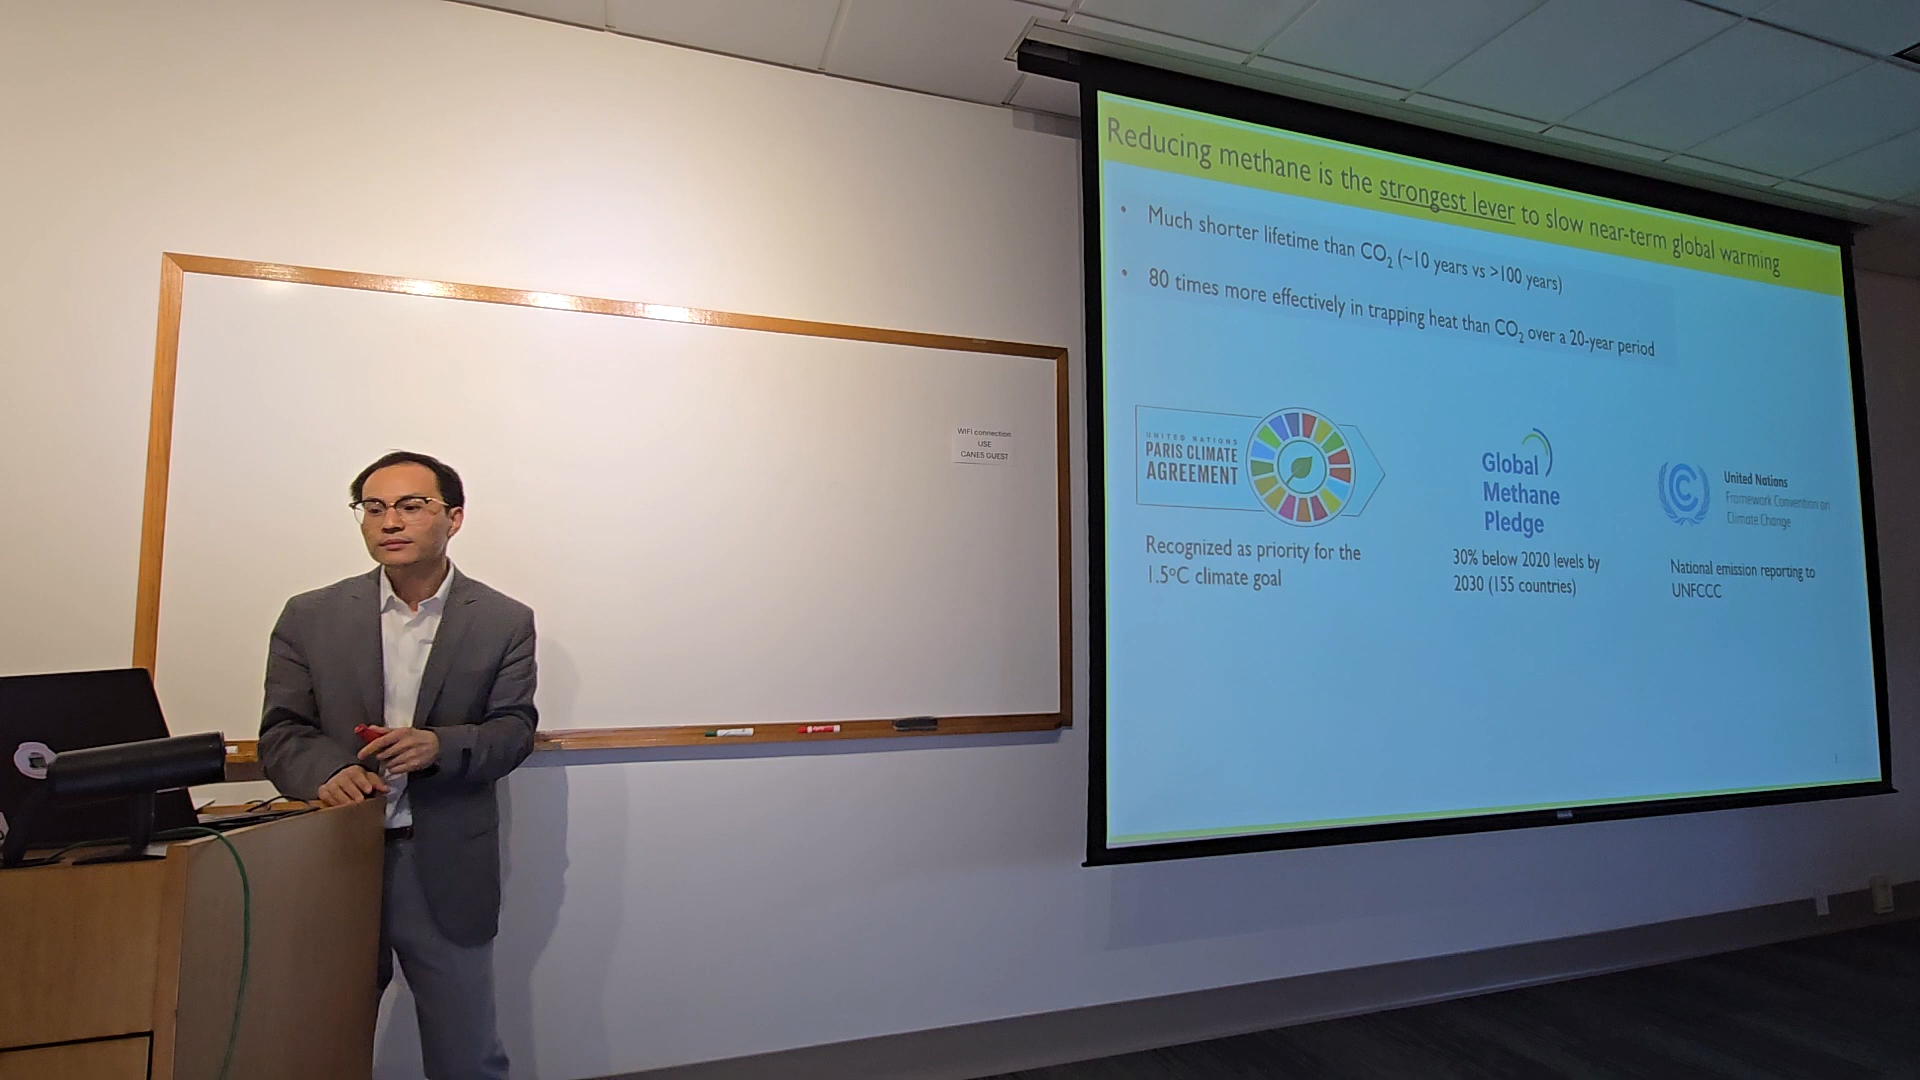 WIFI connection
USE
CANES GUEST
Reducing methane is the strongest lever to slow near-term global warming
• Much shorter lifetime than CO₂ (~10 years vs >100 years)
• 80 times more effectively in trapping heat than CO₂ over a 20-year period
UNITED NATIONS
PARIS CLIMATE
AGREEMENT
Recognized as priority for the
1.5°C climate goal
Global
Methane
Pledge
30% below 2020 levels by
2030 (155 countries)
United Nations
Framework Convention on
Climate Change
National emission reporting to
UNFCCC